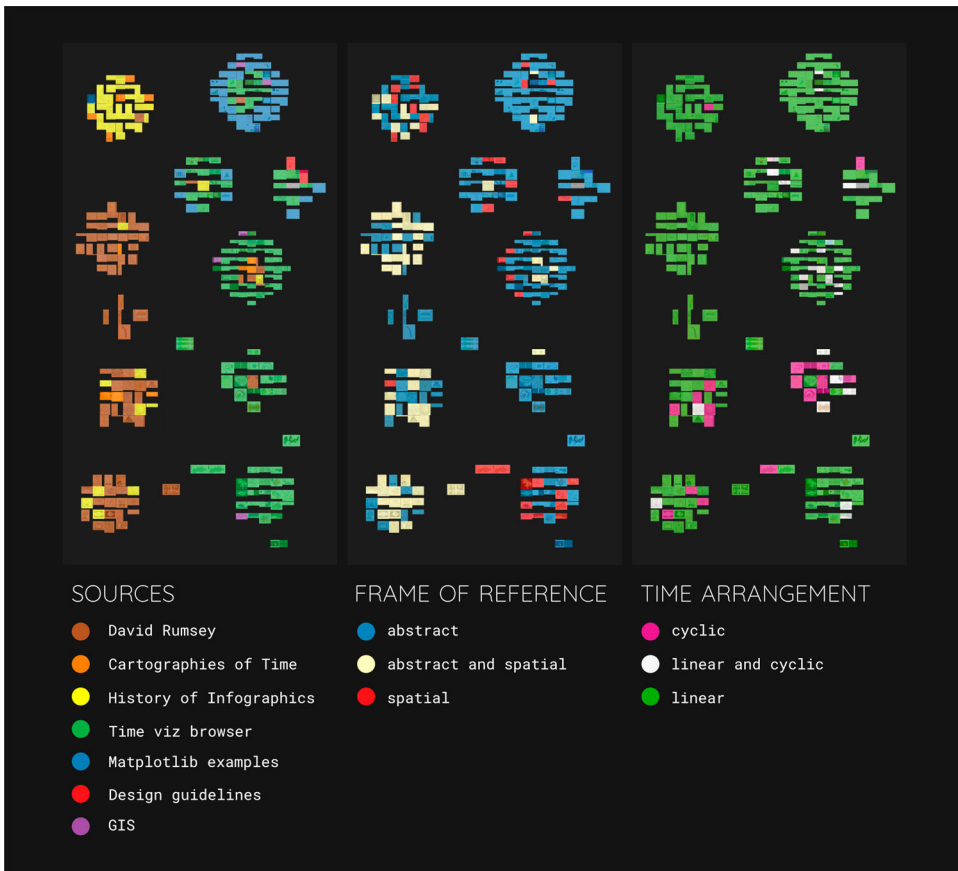 SOURCES
David Rumsey
Cartographies of Time
History of Infographics
Time viz browser
Matplotlib examples
Design guidelines
GIS
FRAME OF REFERENCE
abstract
abstract and spatial
spatial
TIME ARRANGEMENT
cyclic
linear and cyclic
linear